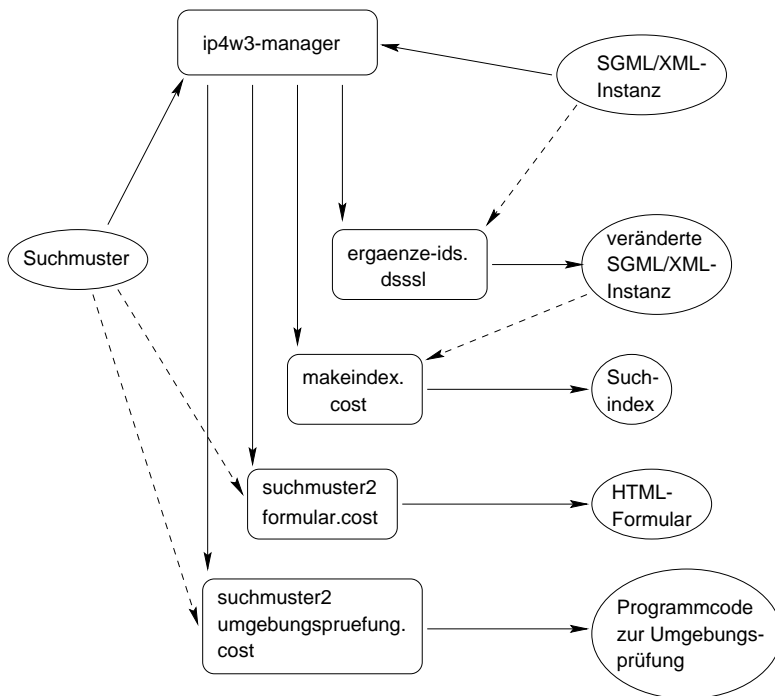 ip4w3-manager
SGML/XML-
Instanz
Suchmuster
ergaenze-ids.
dsssl
veränderte
SGML/XML-
Instanz
makeindex.
cost
Such-
index
suchmuster2
formular.cost
HTML-
Formular
suchmuster2
umgebungspruefung.
cost
Programmcode
zur Umgebungs-
prüfung